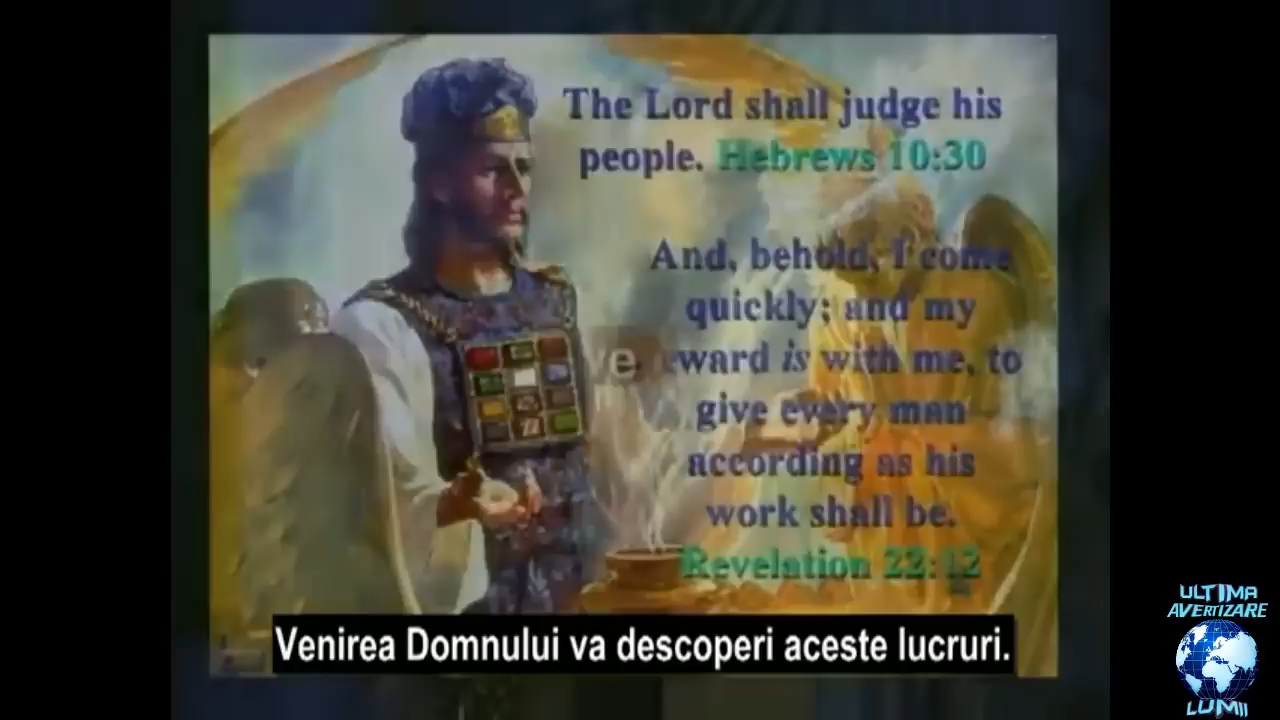 The Lord shall judge his
people. Hebrews 10:30
And, behold, I come
quickly; and my
eward is with me, to
give every man
according as his
work shall be.
Revelation 22:12
Venirea Domnului va descoperi aceste lucruri.
ULTIMA
AVERTIZARE
LUMII